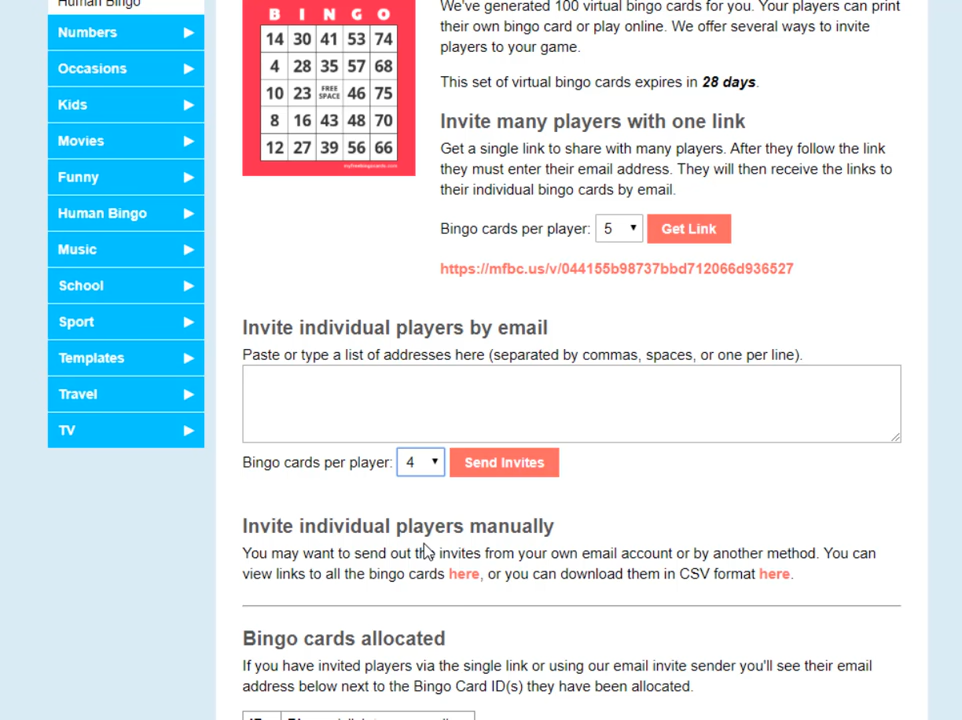 Human Bingo
Numbers
Occasions
Kids
Movies
Funny
Human Bingo
Music
School
Sport
Templates
Travel
TV
B I N G O
14 30 41 53 74
4 28 35 57 68
10 23 FREE SPACE 46 75
8 16 43 48 70
12 27 39 56 66
myfreebingocards.com
We've generated 100 virtual bingo cards for you. Your players can print
their own bingo card or play online. We offer several ways to invite
players to your game.
This set of virtual bingo cards expires in 28 days.
Invite many players with one link
Get a single link to share with many players. After they follow the link
they must enter their email address. They will then receive the links to
their individual bingo cards by email.
Bingo cards per player: 5 Get Link
https://mfbc.us/v/044155b98737bbd712066d936527
Invite individual players by email
Paste or type a list of addresses here (separated by commas, spaces, or one per line).
Bingo cards per player: 4 Send Invites
Invite individual players manually
You may want to send out the invites from your own email account or by another method. You can
view links to all the bingo cards here, or you can download them in CSV format here.
Bingo cards allocated
If you have invited players via the single link or using our email invite sender you'll see their email
address below next to the Bingo Card ID(s) they have been allocated.